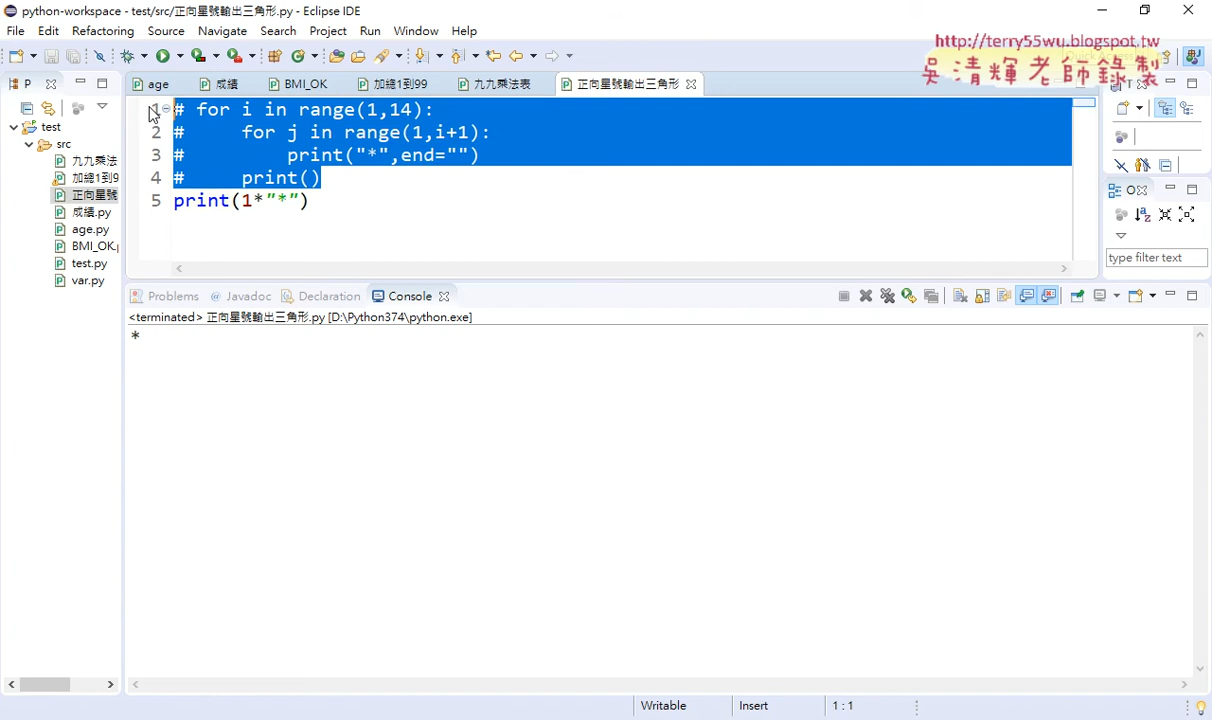 python-workspace - test/src/正向星號輸出三角形.py - Eclipse IDE
File Edit Refactoring Source Navigate Search Project Run Window Help
http://terry55wu.blogspot.tw
吳清輝老師錄製
P
age
成績
BMI_OK
加總1到99
九九乘法表
正向星號輸出三角形
test
src
九九乘法
加總1到9
正向星號
成績.py
age.py
BMI_OK.p
test.py
var.py
1 # for i in range(1,14):
2 #     for j in range(1,i+1):
3 #         print("*",end="")
4 #     print()
5 print(1*"*")
O
type filter text
Problems @ Javadoc Declaration Console
<terminated> 正向星號輸出三角形.py [D:\Python374\python.exe]
*
Writable Insert 1 : 1